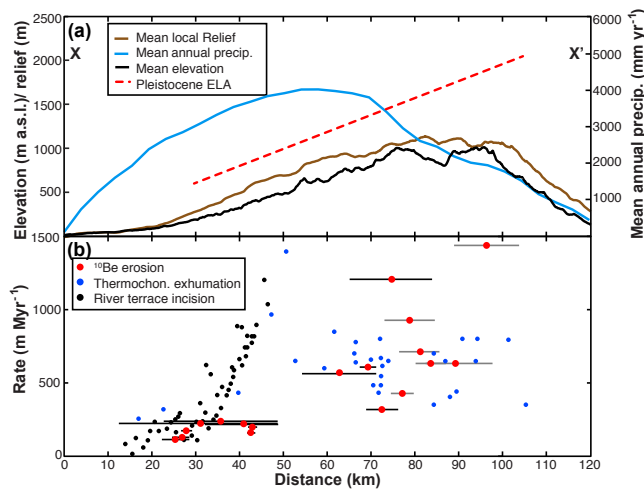 (a)
X
X'
Mean local Relief
Mean annual precip.
Mean elevation
Pleistocene ELA
Elevation (m a.s.l.)/ relief (m)
2500
2000
1500
1000
500
1500
Mean annual precip. (mm yr⁻¹)
6000
5000
4000
3000
2000
1000
(b)
¹⁰Be erosion
Thermochon. exhumation
River terrace incision
Rate (m Myr⁻¹)
1000
500
0
0 10 20 30 40 50 60 70 80 90 100 110 120
Distance (km)